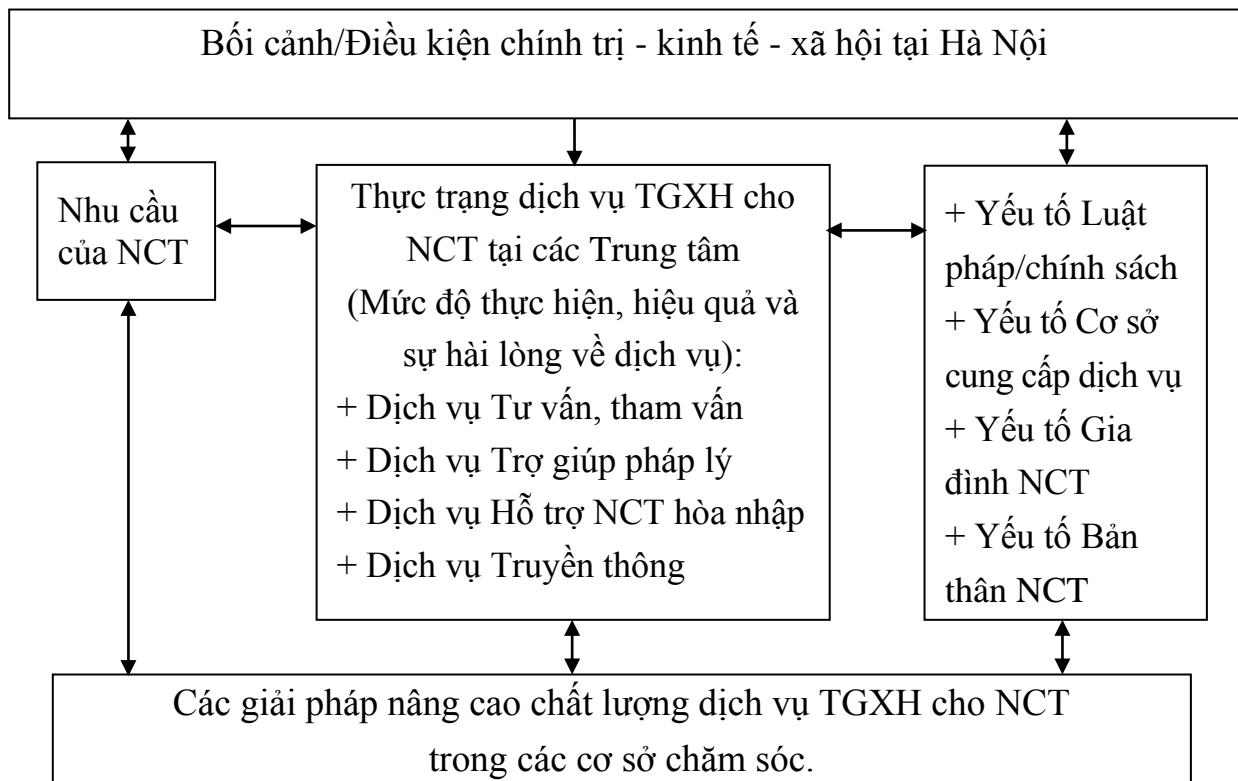 Bối cảnh/Điều kiện chính trị - kinh tế - xã hội tại Hà Nội
Nhu cầu
của NCT
Thực trạng dịch vụ TGXH cho
NCT tại các Trung tâm
(Mức độ thực hiện, hiệu quả và
sự hài lòng về dịch vụ):
+ Dịch vụ Tư vấn, tham vấn
+ Dịch vụ Trợ giúp pháp lý
+ Dịch vụ Hỗ trợ NCT hòa nhập
+ Dịch vụ Truyền thông
+ Yếu tố Luật
pháp/chính sách
+ Yếu tố Cơ sở
cung cấp dịch vụ
+ Yếu tố Gia
đình NCT
+ Yếu tố Bản
thân NCT
Các giải pháp nâng cao chất lượng dịch vụ TGXH cho NCT
trong các cơ sở chăm sóc.